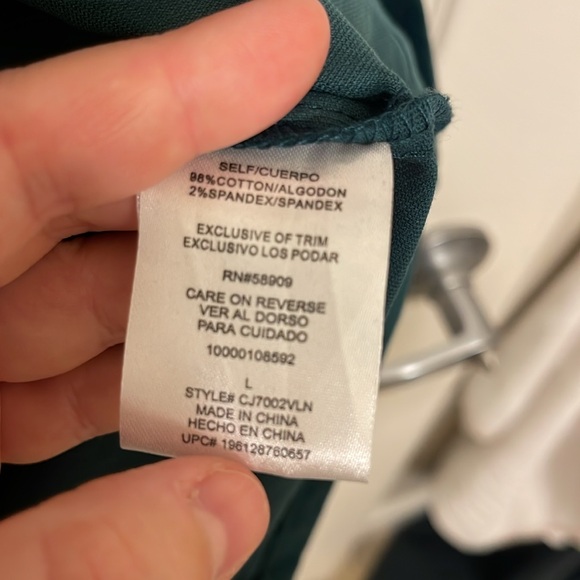 SELF/CUERPO
98%COTTON/ALGODON
2%SPANDEX/SPANDEX
EXCLUSIVE OF TRIM
EXCLUSIVO LOS PODAR
RN#58909
CARE ON REVERSE
VER AL DORSO
PARA CUIDADO
10000108592
L
STYLE# CJ7002VLN
MADE IN CHINA
HECHO EN CHINA
UPC# 196128760657